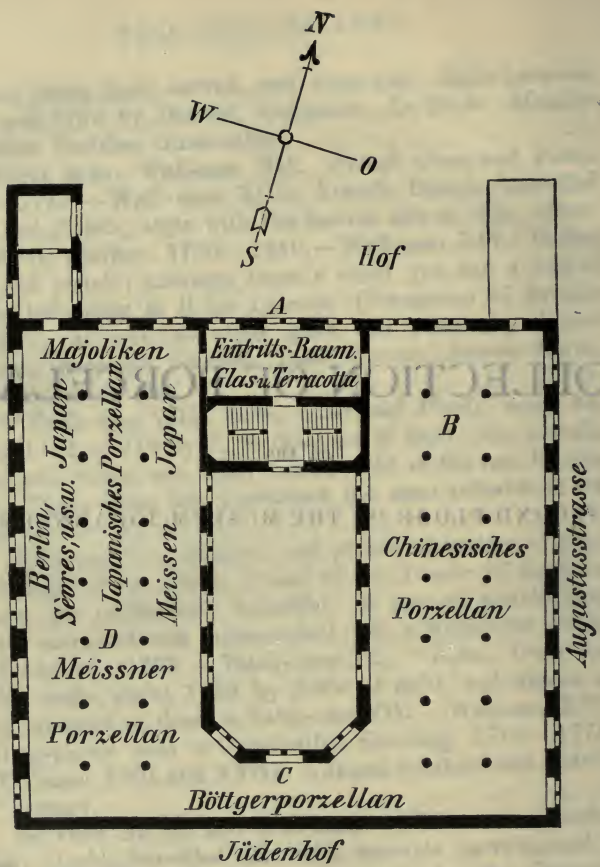 N
W
O
S
Hof
A
Majoliken
Eintritts-Raum.
Glas u. Terracotta
Japan
Japanisches Porzellan
Japan
B
Berlin,
Sèvres, u.s.w.
Meissen
Chinesisches
Porzellan
Augustusstrasse
D
Meissner
Porzellan
C
Böttgerporzellan
Jüdenhof